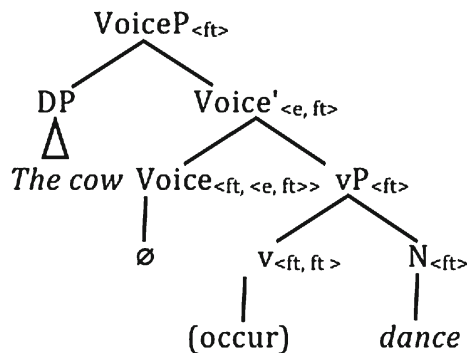 VoiceP<ft>
DP Voice'<e, ft>
The cow Voice<ft, <e, ft>> vP<ft>
ø v<ft, ft > N<ft>
(occur) dance